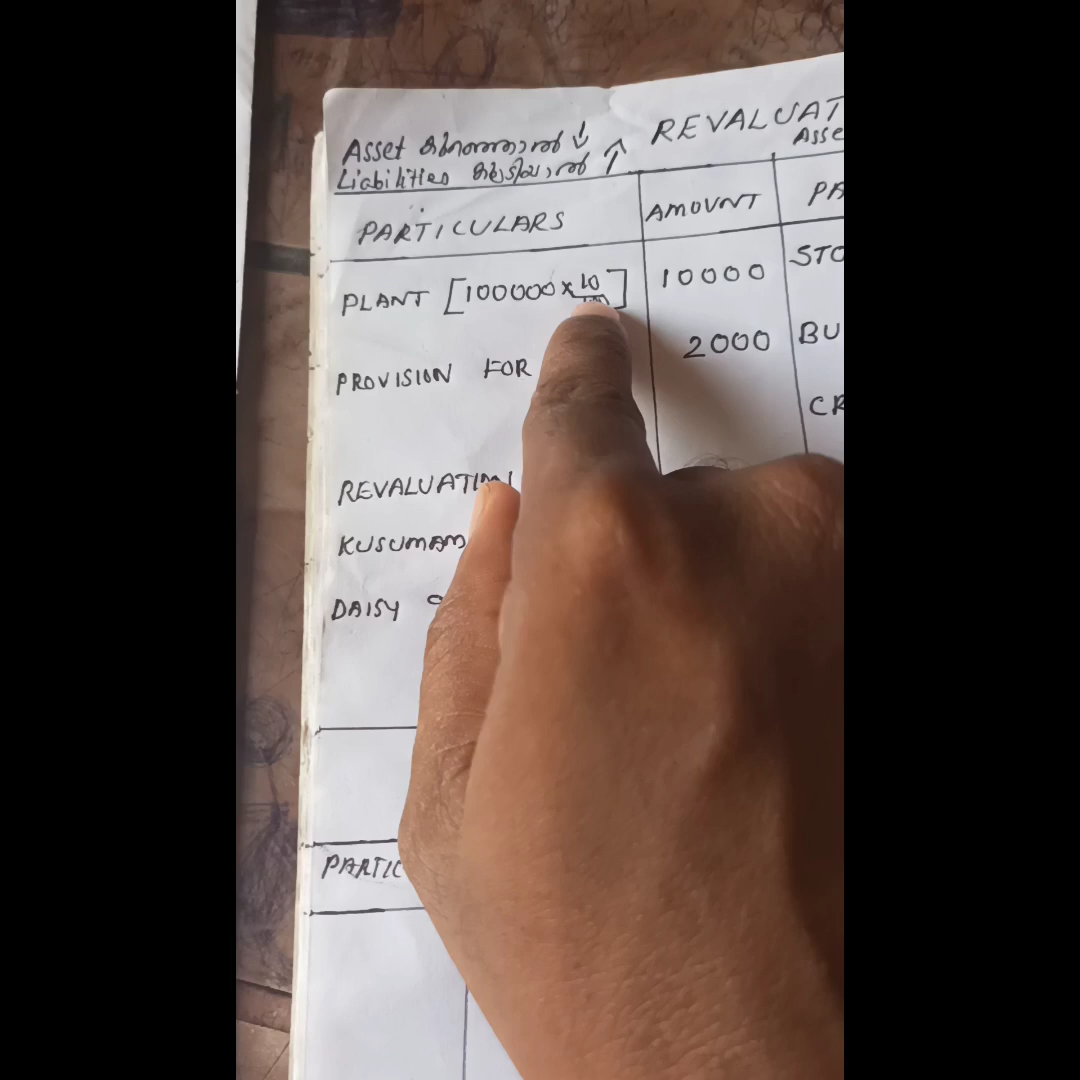 Asset കുറഞ്ഞാൽ ↓
Liabilities കൂടിയാൽ ↑
REVALUAT
Asse
PARTICULARS
AMOUNT
PA
PLANT [100000 × 10
10000
STO
PROVISION FOR
2000
BU
CR
REVALUATION
KUSUMAM
DAISY
PARTIC